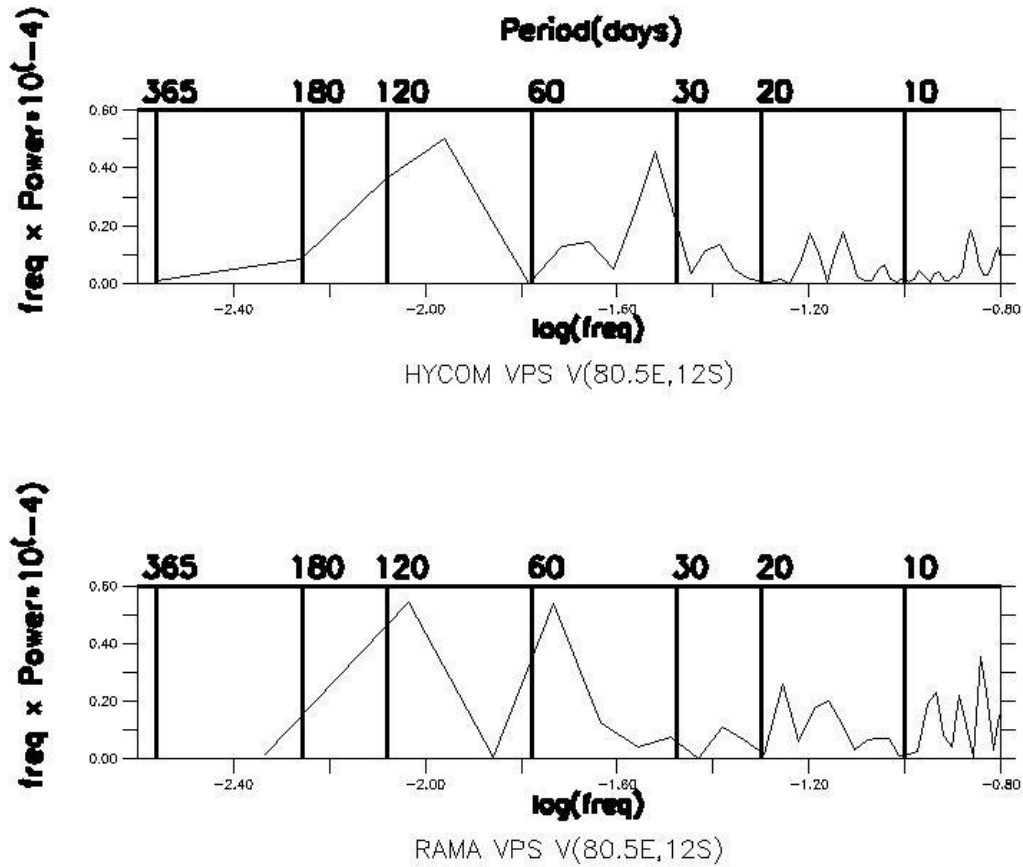 Period(days)
365 180 120 60 30 20 10
freq × Power*10(-4)
0.60
0.40
0.20
0.00
-2.40 -2.00 -1.60 -1.20 -0.80
log(freq)
HYCOM VPS V(80.5E,12S)
365 180 120 60 30 20 10
freq × Power*10(-4)
0.60
0.40
0.20
0.00
-2.40 -2.00 -1.60 -1.20 -0.80
log(freq)
RAMA VPS V(80.5E,12S)